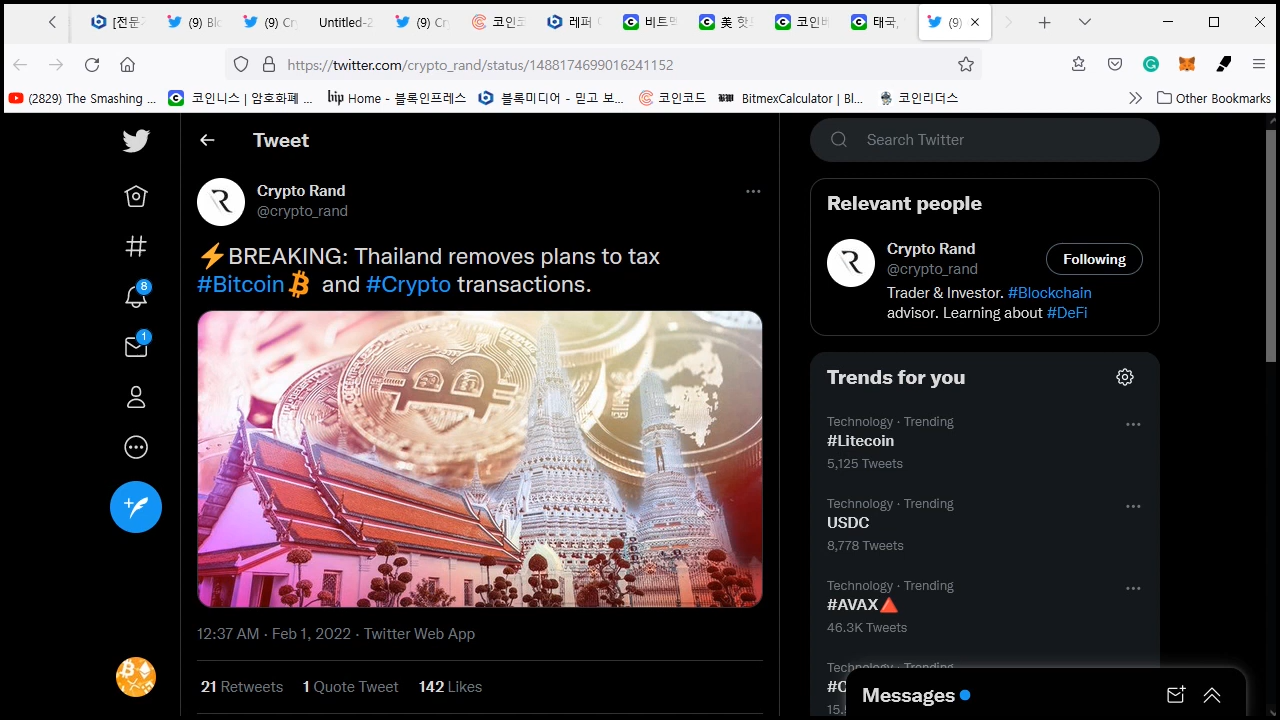 [전문
(9) Blo
(9) Cr
Untitled-2
(9) Cr
코인코
레퍼
비트멕
美 핫
코인베
태국,
(9)
https://twitter.com/crypto_rand/status/1488174699016241152
(2829) The Smashing ...
코인니스 | 암호화폐 ...
bip Home - 블록인프레스
블록미디어 - 믿고 보...
코인코드
BitmexCalculator | Bl...
코인리더스
Other Bookmarks
Tweet
Crypto Rand
@crypto_rand
⚡BREAKING: Thailand removes plans to tax
#Bitcoin and #Crypto transactions.
12:37 AM · Feb 1, 2022 · Twitter Web App
21 Retweets 1 Quote Tweet 142 Likes
8
1
Search Twitter
Relevant people
Crypto Rand
@crypto_rand
Following
Trader & Investor. #Blockchain
advisor. Learning about #DeFi
Trends for you
Technology · Trending
#Litecoin
5,125 Tweets
Technology · Trending
USDC
8,778 Tweets
Technology · Trending
#AVAX🔺
46.3K Tweets
Technology · Trending
#C
15.
Messages